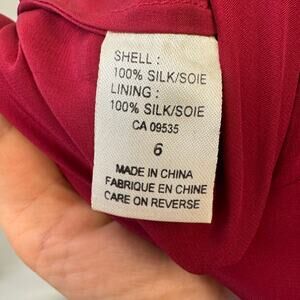 SHELL :
100% SILK/SOIE
LINING :
100% SILK/SOIE
CA 09535
6
MADE IN CHINA
FABRIQUE EN CHINE
CARE ON REVERSE